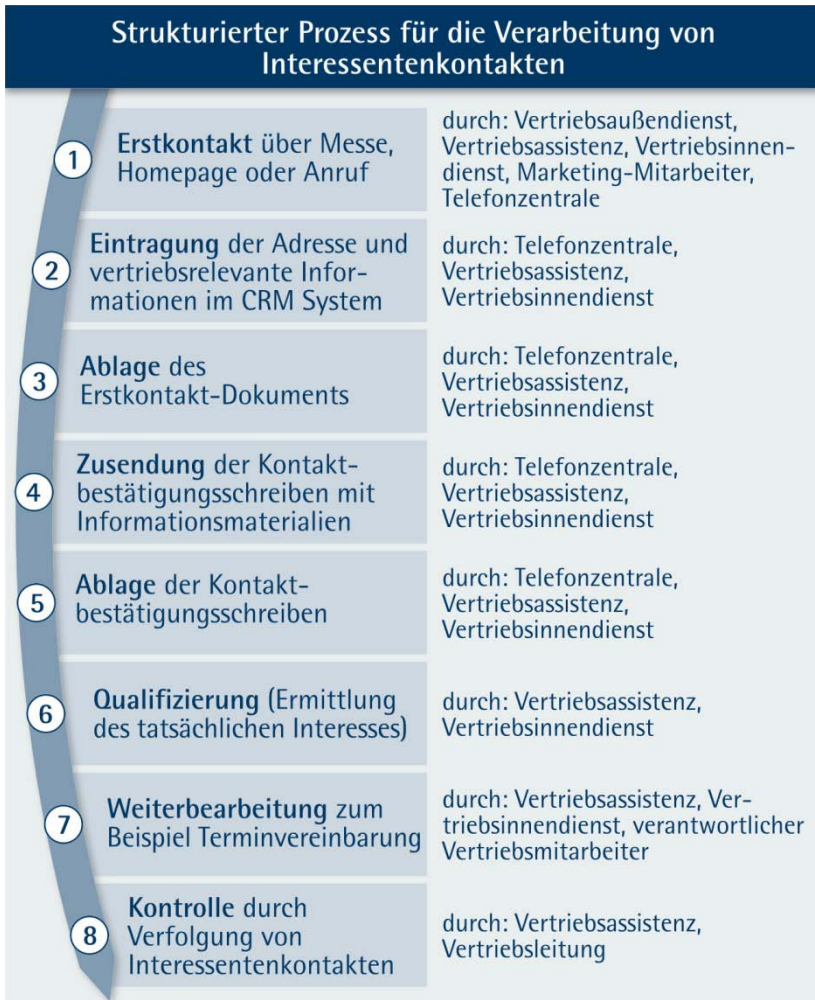 Strukturierter Prozess für die Verarbeitung von
Interessentenkontakten
1
Erstkontakt über Messe,
Homepage oder Anruf
durch: Vertriebsaußendienst,
Vertriebsassistenz, Vertriebsinnen-
dienst, Marketing-Mitarbeiter,
Telefonzentrale
2
Eintragung der Adresse und
vertriebsrelevante Infor-
mationen im CRM System
durch: Telefonzentrale,
Vertriebsassistenz,
Vertriebsinnendienst
3
Ablage des
Erstkontakt-Dokuments
durch: Telefonzentrale,
Vertriebsassistenz,
Vertriebsinnendienst
4
Zusendung der Kontakt-
bestätigungsschreiben mit
Informationsmaterialien
durch: Telefonzentrale,
Vertriebsassistenz,
Vertriebsinnendienst
5
Ablage der Kontakt-
bestätigungsschreiben
durch: Telefonzentrale,
Vertriebsassistenz,
Vertriebsinnendienst
6
Qualifizierung (Ermittlung
des tatsächlichen Interesses)
durch: Vertriebsassistenz,
Vertriebsinnendienst
7
Weiterbearbeitung zum
Beispiel Terminvereinbarung
durch: Vertriebsassistenz, Ver-
triebsinnendienst, verantwortlicher
Vertriebsmitarbeiter
8
Kontrolle durch
Verfolgung von
Interessentenkontakten
durch: Vertriebsassistenz,
Vertriebsleitung